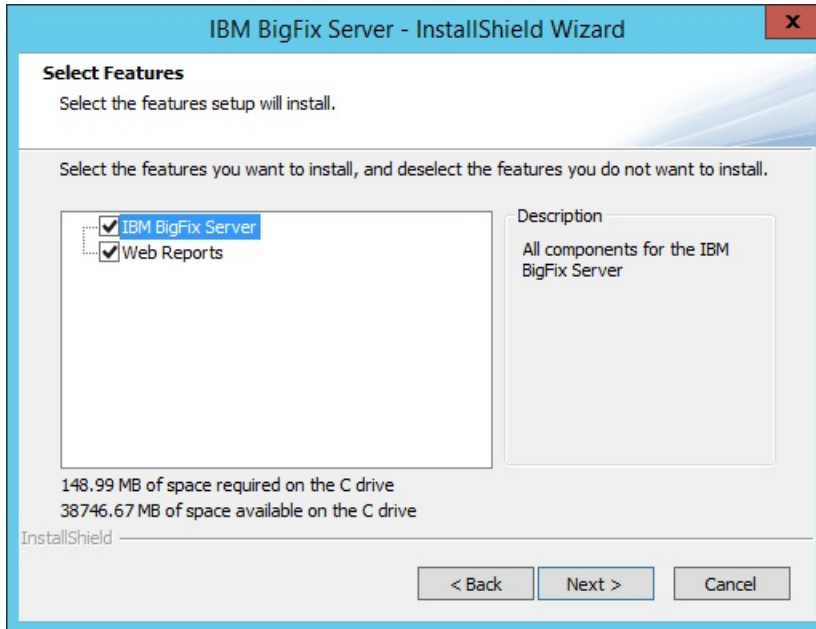 IBM BigFix Server - InstallShield Wizard
x
Select Features
Select the features setup will install.
Select the features you want to install, and deselect the features you do not want to install.
IBM BigFix Server
Web Reports
Description
All components for the IBM
BigFix Server
148.99 MB of space required on the C drive
38746.67 MB of space available on the C drive
InstallShield
< Back
Next >
Cancel